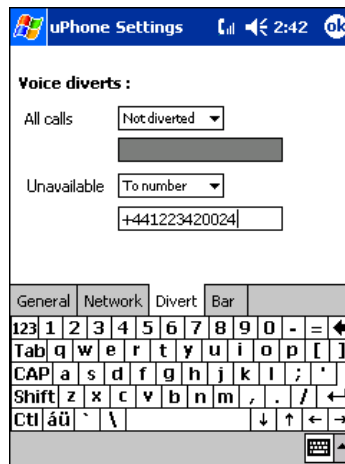 uPhone Settings 2:42 ok
Voice diverts :
All calls Not diverted
Unavailable To number
+441223420024
General Network Divert Bar
123 1 2 3 4 5 6 7 8 9 0 - =
Tab q w e r t y u i o p [ ]
CAP a s d f g h j k l ; '
Shift z x c v b n m , . /
Ctl áü ` \